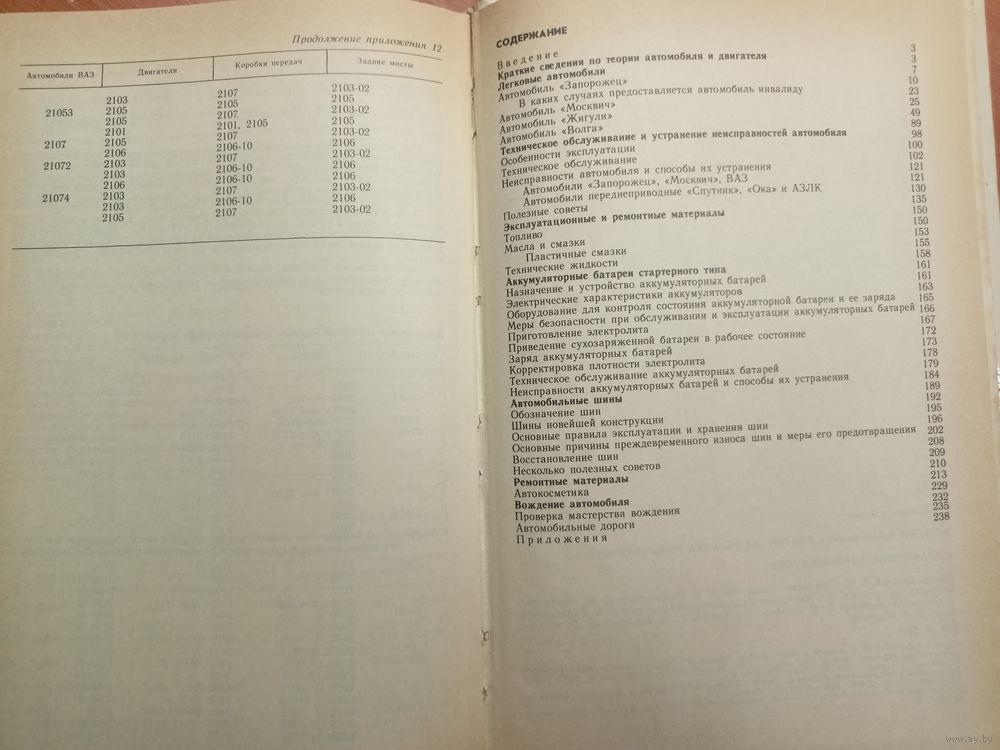 Продолжение приложения 12
Автомобили ВАЗ Двигатели Коробки передач Задние мосты
2103 2107 2103-02
21053 2105 2105 2105
2105 2107 2103-02
2101 2101, 2105 2105
2107 2105 2107 2103-02
2106 2106-10 2106
21072 2103 2107 2103-02
2103 2106-10 2106
2106 2106-10 2106
21074 2103 2107 2103-02
2103 2106-10 2106
2105 2107 2103-02
СОДЕРЖАНИЕ
Введение 3
Краткие сведения по теории автомобиля и двигателя 3
Легковые автомобили 7
Автомобиль «Запорожец» 10
В каких случаях предоставляется автомобиль инвалиду 23
Автомобиль «Москвич» 25
Автомобиль «Жигули» 49
Автомобиль «Волга» 89
Техническое обслуживание и устранение неисправностей автомобиля 98
Особенности эксплуатации 100
Техническое обслуживание 102
Неисправности автомобиля и способы их устранения 121
Автомобили «Запорожец», «Москвич», ВАЗ 121
Автомобили переднеприводные «Спутник», «Ока» и АЗЛК 130
Полезные советы 135
Эксплуатационные и ремонтные материалы 150
Топливо 150
Масла и смазки 153
Пластичные смазки 155
Технические жидкости 158
Аккумуляторные батареи стартерного типа 161
Назначение и устройство аккумуляторных батарей 161
Электрические характеристики аккумуляторов 163
Оборудование для контроля состояния аккумуляторной батареи и ее заряда 165
Меры безопасности при обслуживании и эксплуатации аккумуляторных батарей 166
Приготовление электролита 167
Приведение сухозаряженной батареи в рабочее состояние 172
Заряд аккумуляторных батарей 173
Корректировка плотности электролита 178
Техническое обслуживание аккумуляторных батарей 179
Неисправности аккумуляторных батарей и способы их устранения 184
Автомобильные шины 189
Обозначение шин 192
Шины новейшей конструкции 195
Основные правила эксплуатации и хранения шин 196
Основные причины преждевременного износа шин и меры его предотвращения 202
Восстановление шин 208
Несколько полезных советов 209
Ремонтные материалы 210
Автокосметика 213
Вождение автомобиля 229
Проверка мастерства вождения 232
Автомобильные дороги 235
Приложения 238
www.ay.by